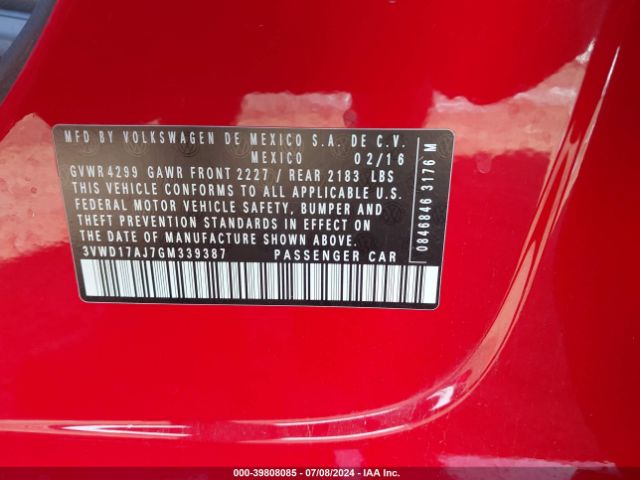 MFD BY VOLKSWAGEN DE MEXICO S.A. DE C.V.
MEXICO 02/16
GVWR 4299 GAWR FRONT 2227 / REAR 2183 LBS
THIS VEHICLE CONFORMS TO ALL APPLICABLE U.S.
FEDERAL MOTOR VEHICLE SAFETY, BUMPER AND
THEFT PREVENTION STANDARDS IN EFFECT ON
THE DATE OF MANUFACTURE SHOWN ABOVE.
3VWD17AJ7GM339387 PASSENGER CAR
0846846 3176 M
000-39808085 - 07/08/2024 - IAA Inc.